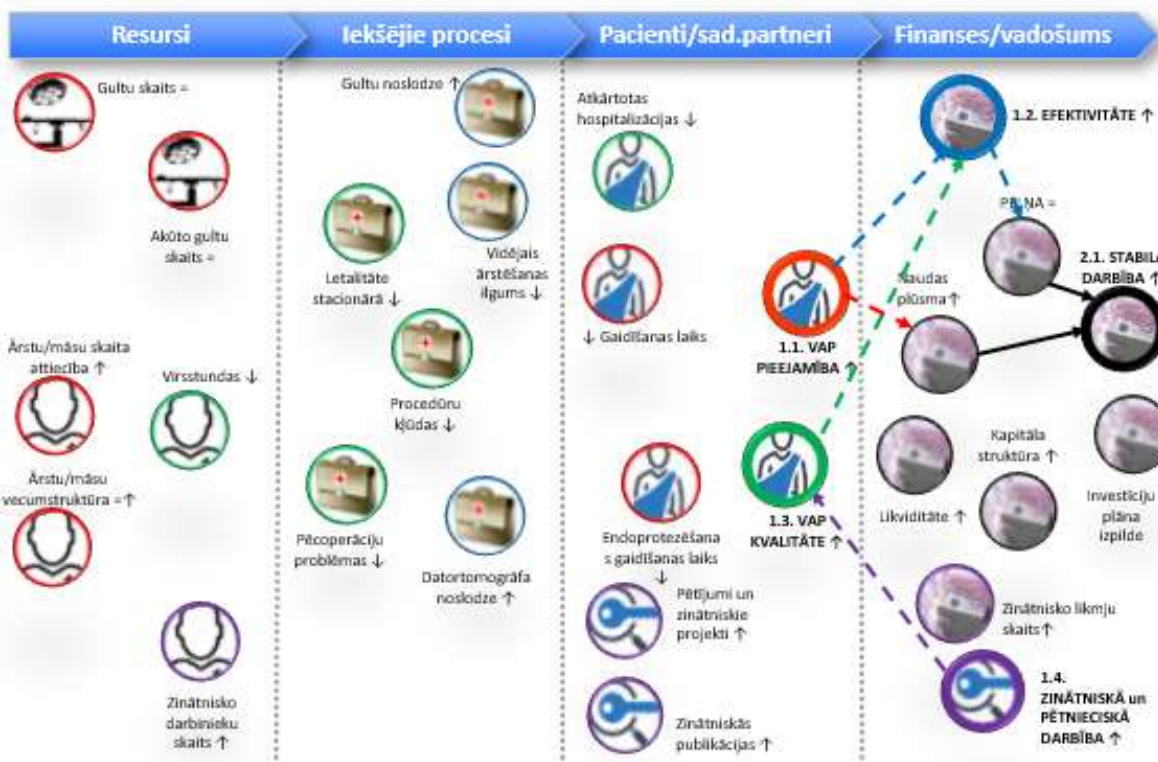 Resursi
Iekšējie procesi
Pacienti/sad.partneri
Finanses/vadošums
Gultu skaits =
Akūto gultu
skaits =
Ārstu/māsu skaita
attiecība ↑
Virsstundas ↓
Ārstu/māsu
vecumstruktūra =↑
Zinātnisko
darbinieku
skaits ↑
Gultu noslodze ↑
Vidējais
ārstēšanas
ilgums ↓
Letalitāte
stacionārā ↓
Procedūru
kļūdas ↓
Pēcoperāciju
problēmas ↓
Datortomogrāfa
noslodze ↑
Atkārtotas
hospitalizācijas ↓
↓ Gaidīšanas laiks
1.1. VAP
PIEEJAMĪBA ↑
1.3. VAP
KVALITĀTE ↑
Endoprotezēšana
s gaidīšanas laiks
↓
Pētījumi un
zinātniskie
projekti ↑
Zinātniskās
publikācijas ↑
1.2. EFEKTIVITĀTE ↑
=
2.1. STABILA
DARBĪBA ↑
Naudas
plūsma↑
Kapitāla
struktūra ↑
Likviditāte ↑
Investīciju
plāna
izpilde
Zinātnisko likmju
skaits↑
1.4.
ZINĀTNISKĀ un
PĒTNIECISKĀ
DARBĪBA ↑